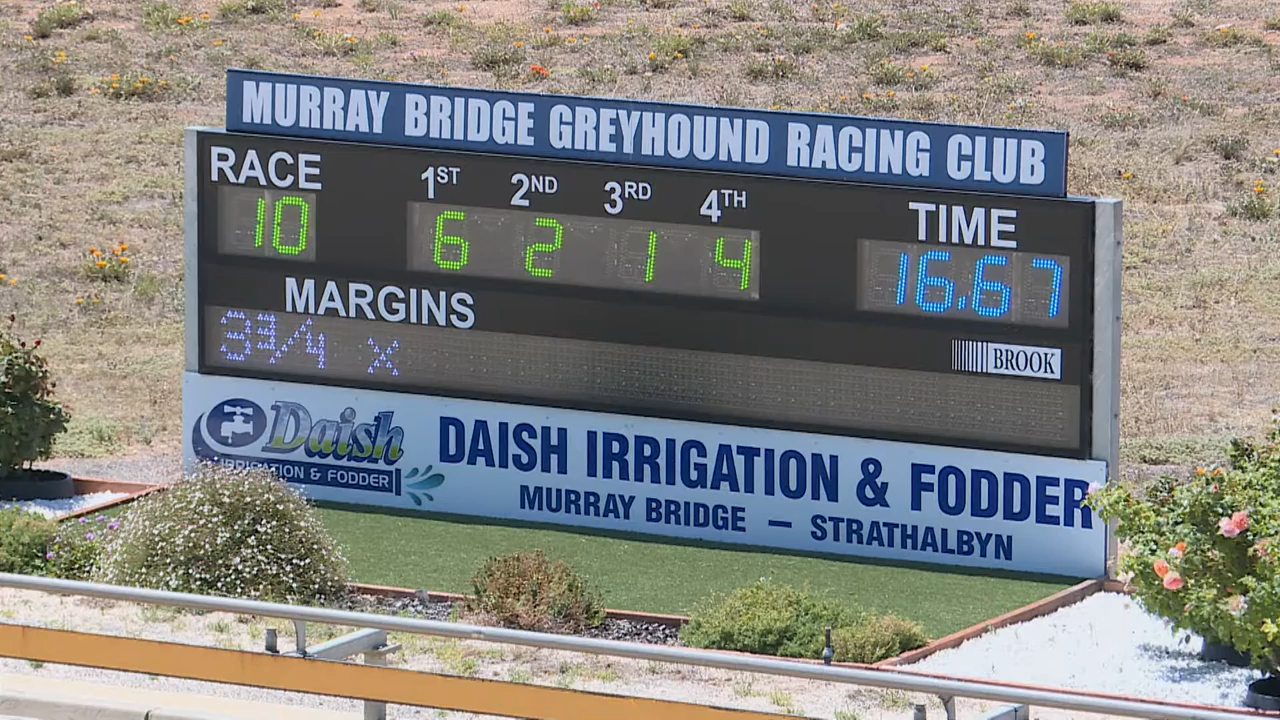 MURRAY BRIDGE GREYHOUND RACING CLUB
RACE 1ST 2ND 3RD 4TH TIME
10 6 2 1 4 16.67
MARGINS
3 3/4 X
BROOK
Daish
IRRIGATION & FODDER
DAISH IRRIGATION & FODDER
MURRAY BRIDGE — STRATHALBYN